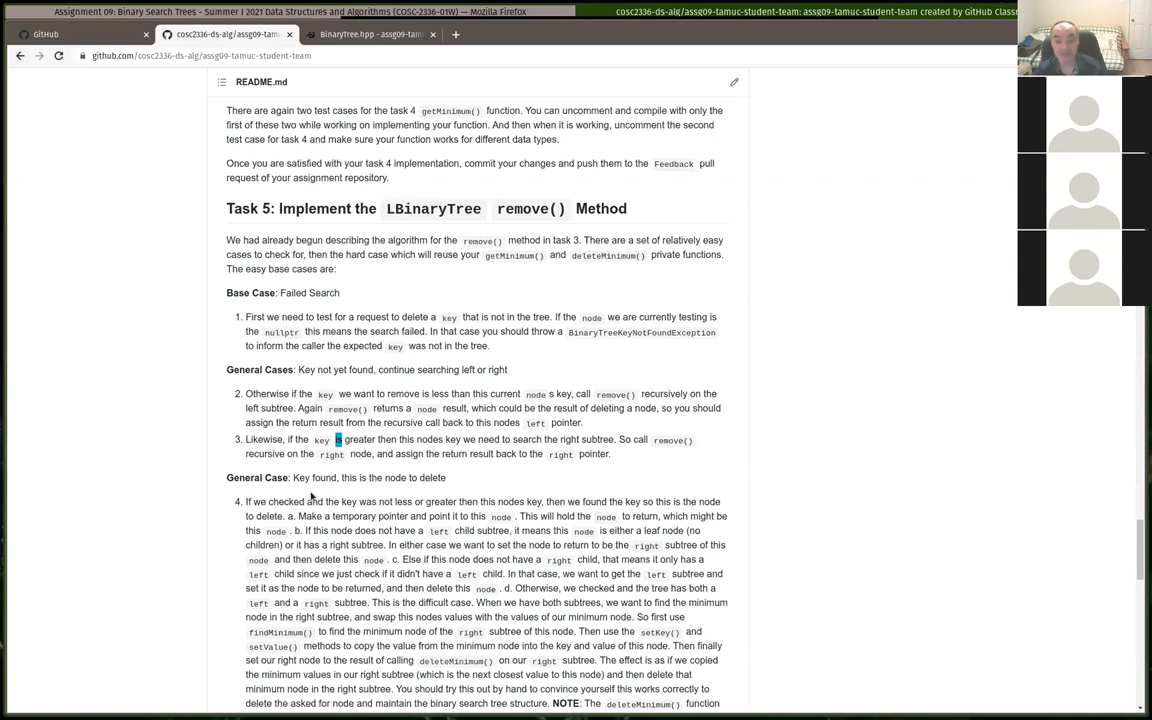 Assignment 09: Binary Search Trees - Summer I 2021 Data Structures and Algorithms (COSC-2336-01W) — Mozilla Firefox
cosc2336-ds-alg/assg09-tamuc-student-team: assg09-tamuc-student-team created by GitHub Classr
GitHub
cosc2336-ds-alg/assg09-tam
BinaryTree.hpp - assg09-tam
github.com/cosc2336-ds-alg/assg09-tamuc-student-team
README.md
There are again two test cases for the task 4 getMinimum() function. You can uncomment and compile with only the
first of these two while working on implementing your function. And then when it is working, uncomment the second
test case for task 4 and make sure your function works for different data types.
Once you are satisfied with your task 4 implementation, commit your changes and push them to the Feedback pull
request of your assignment repository.
Task 5: Implement the LBinaryTree remove() Method
We had already begun describing the algorithm for the remove() method in task 3. There are a set of relatively easy
cases to check for, then the hard case which will reuse your getMinimum() and deleteMinimum() private functions.
The easy base cases are:
Base Case: Failed Search
1. First we need to test for a request to delete a key that is not in the tree. If the node we are currently testing is
the nullptr this means the search failed. In that case you should throw a BinaryTreeKeyNotFoundException
to inform the caller the expected key was not in the tree.
General Cases: Key not yet found, continue searching left or right
2. Otherwise if the key we want to remove is less than this current node s key, call remove() recursively on the
left subtree. Again remove() returns a node result, which could be the result of deleting a node, so you should
assign the return result from the recursive call back to this nodes left pointer.
3. Likewise, if the key is greater then this nodes key we need to search the right subtree. So call remove()
recursive on the right node, and assign the return result back to the right pointer.
General Case: Key found, this is the node to delete
4. If we checked and the key was not less or greater then this nodes key, then we found the key so this is the node
to delete. a. Make a temporary pointer and point it to this node. This will hold the node to return, which might be
this node. b. If this node does not have a left child subtree, it means this node is either a leaf node (no
children) or it has a right subtree. In either case we want to set the node to return to be the right subtree of this
node and then delete this node. c. Else if this node does not have a right child, that means it only has a
left child since we just check if it didn't have a left child. In that case, we want to get the left subtree and
set it as the node to be returned, and then delete this node. d. Otherwise, we checked and the tree has both a
left and a right subtree. This is the difficult case. When we have both subtrees, we want to find the minimum
node in the right subtree, and swap this nodes values with the values of our minimum node. So first use
findMinimum() to find the minimum node of the right subtree of this node. Then use the setKey() and
setValue() methods to copy the value from the minimum node into the key and value of this node. Then finally
set our right node to the result of calling deleteMinimum() on our right subtree. The effect is as if we copied
the minimum values in our right subtree (which is the next closest value to this node) and then delete that
minimum node in the right subtree. You should try this out by hand to convince yourself this works correctly to
delete the asked for node and maintain the binary search tree structure. NOTE: The deleteMinimum() function